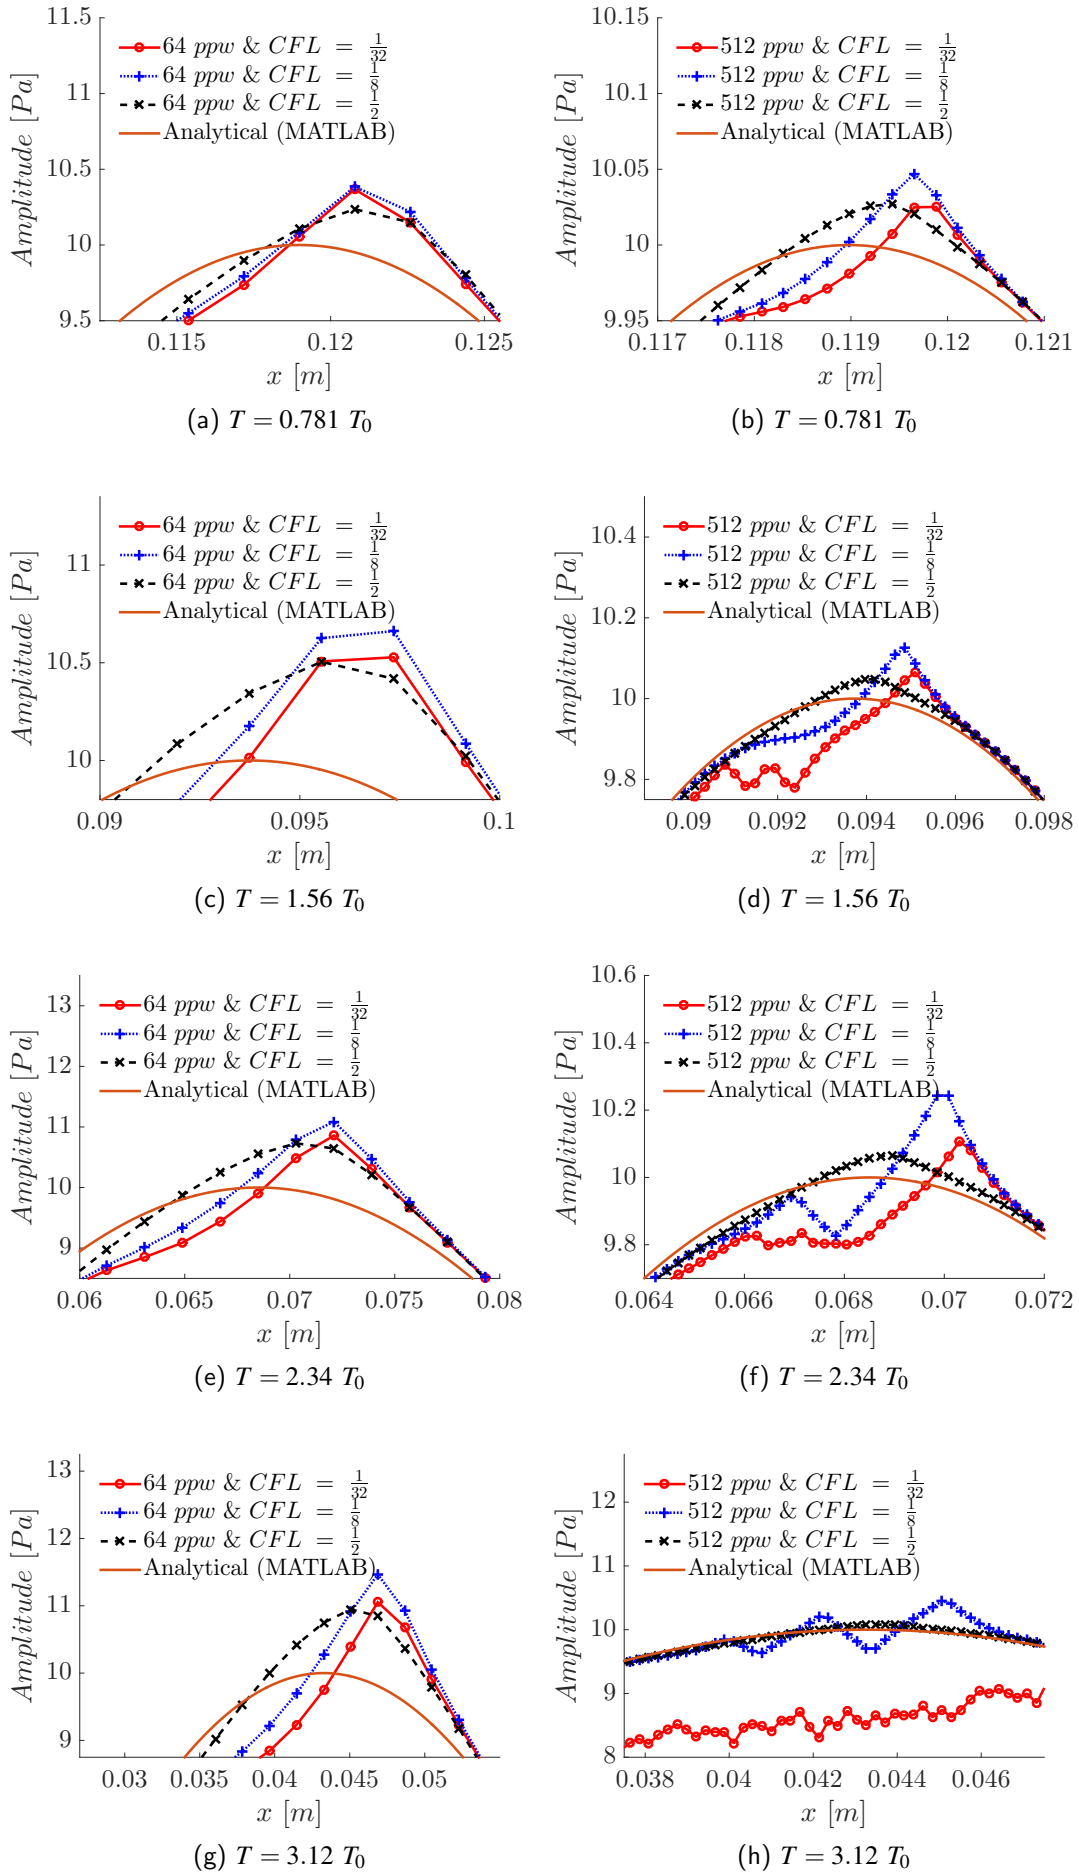 11.5
11
10.5
10
9.5
Amplitude [Pa]
64 ppw & CFL = 1/32
64 ppw & CFL = 1/8
64 ppw & CFL = 1/2
Analytical (MATLAB)
0.115 0.12 0.125
x [m]
(a) T = 0.781 T₀
10.15
10.1
10.05
10
9.95
Amplitude [Pa]
512 ppw & CFL = 1/32
512 ppw & CFL = 1/8
512 ppw & CFL = 1/2
Analytical (MATLAB)
0.117 0.118 0.119 0.12 0.121
x [m]
(b) T = 0.781 T₀
11
10.5
10
Amplitude [Pa]
64 ppw & CFL = 1/32
64 ppw & CFL = 1/8
64 ppw & CFL = 1/2
Analytical (MATLAB)
0.09 0.095 0.1
x [m]
(c) T = 1.56 T₀
10.4
10.2
10
9.8
Amplitude [Pa]
512 ppw & CFL = 1/32
512 ppw & CFL = 1/8
512 ppw & CFL = 1/2
Analytical (MATLAB)
0.09 0.092 0.094 0.096 0.098
x [m]
(d) T = 1.56 T₀
13
12
11
10
9
Amplitude [Pa]
64 ppw & CFL = 1/32
64 ppw & CFL = 1/8
64 ppw & CFL = 1/2
Analytical (MATLAB)
0.06 0.065 0.07 0.075 0.08
x [m]
(e) T = 2.34 T₀
10.6
10.4
10.2
10
9.8
Amplitude [Pa]
512 ppw & CFL = 1/32
512 ppw & CFL = 1/8
512 ppw & CFL = 1/2
Analytical (MATLAB)
0.064 0.066 0.068 0.07 0.072
x [m]
(f) T = 2.34 T₀
13
12
11
10
9
Amplitude [Pa]
64 ppw & CFL = 1/32
64 ppw & CFL = 1/8
64 ppw & CFL = 1/2
Analytical (MATLAB)
0.03 0.035 0.04 0.045 0.05
x [m]
(g) T = 3.12 T₀
12
11
10
9
8
Amplitude [Pa]
512 ppw & CFL = 1/32
512 ppw & CFL = 1/8
512 ppw & CFL = 1/2
Analytical (MATLAB)
0.038 0.04 0.042 0.044 0.046
x [m]
(h) T = 3.12 T₀